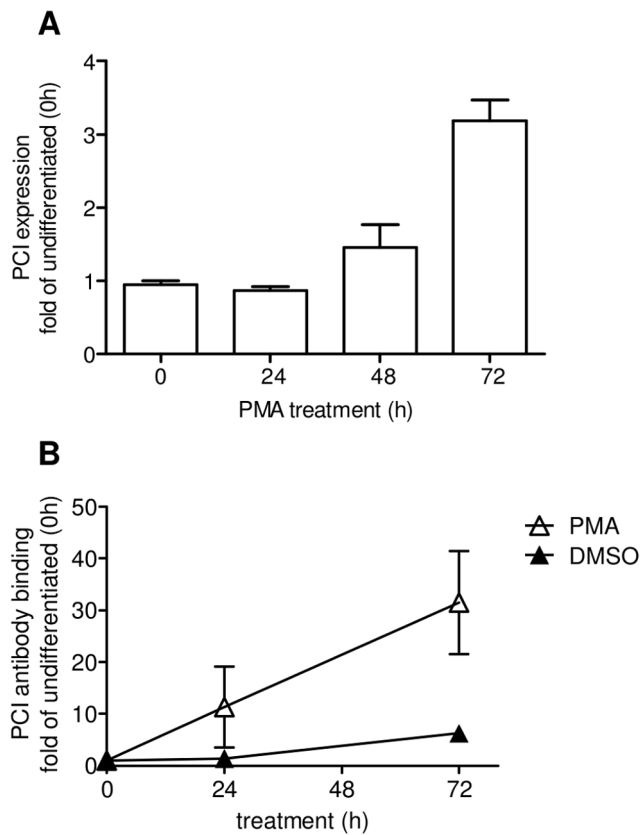 A
PCI expression
fold of undifferentiated (0h)
4
3
2
1
0
0 24 48 72
PMA treatment (h)
B
PCI antibody binding
fold of undifferentiated (0h)
50
40
30
20
10
0
0 24 48 72
treatment (h)
PMA
DMSO